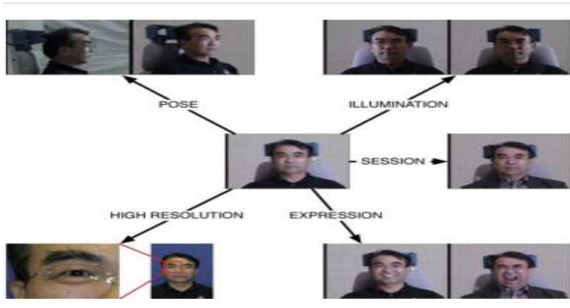 POSE
ILLUMINATION
SESSION
HIGH RESOLUTION
EXPRESSION